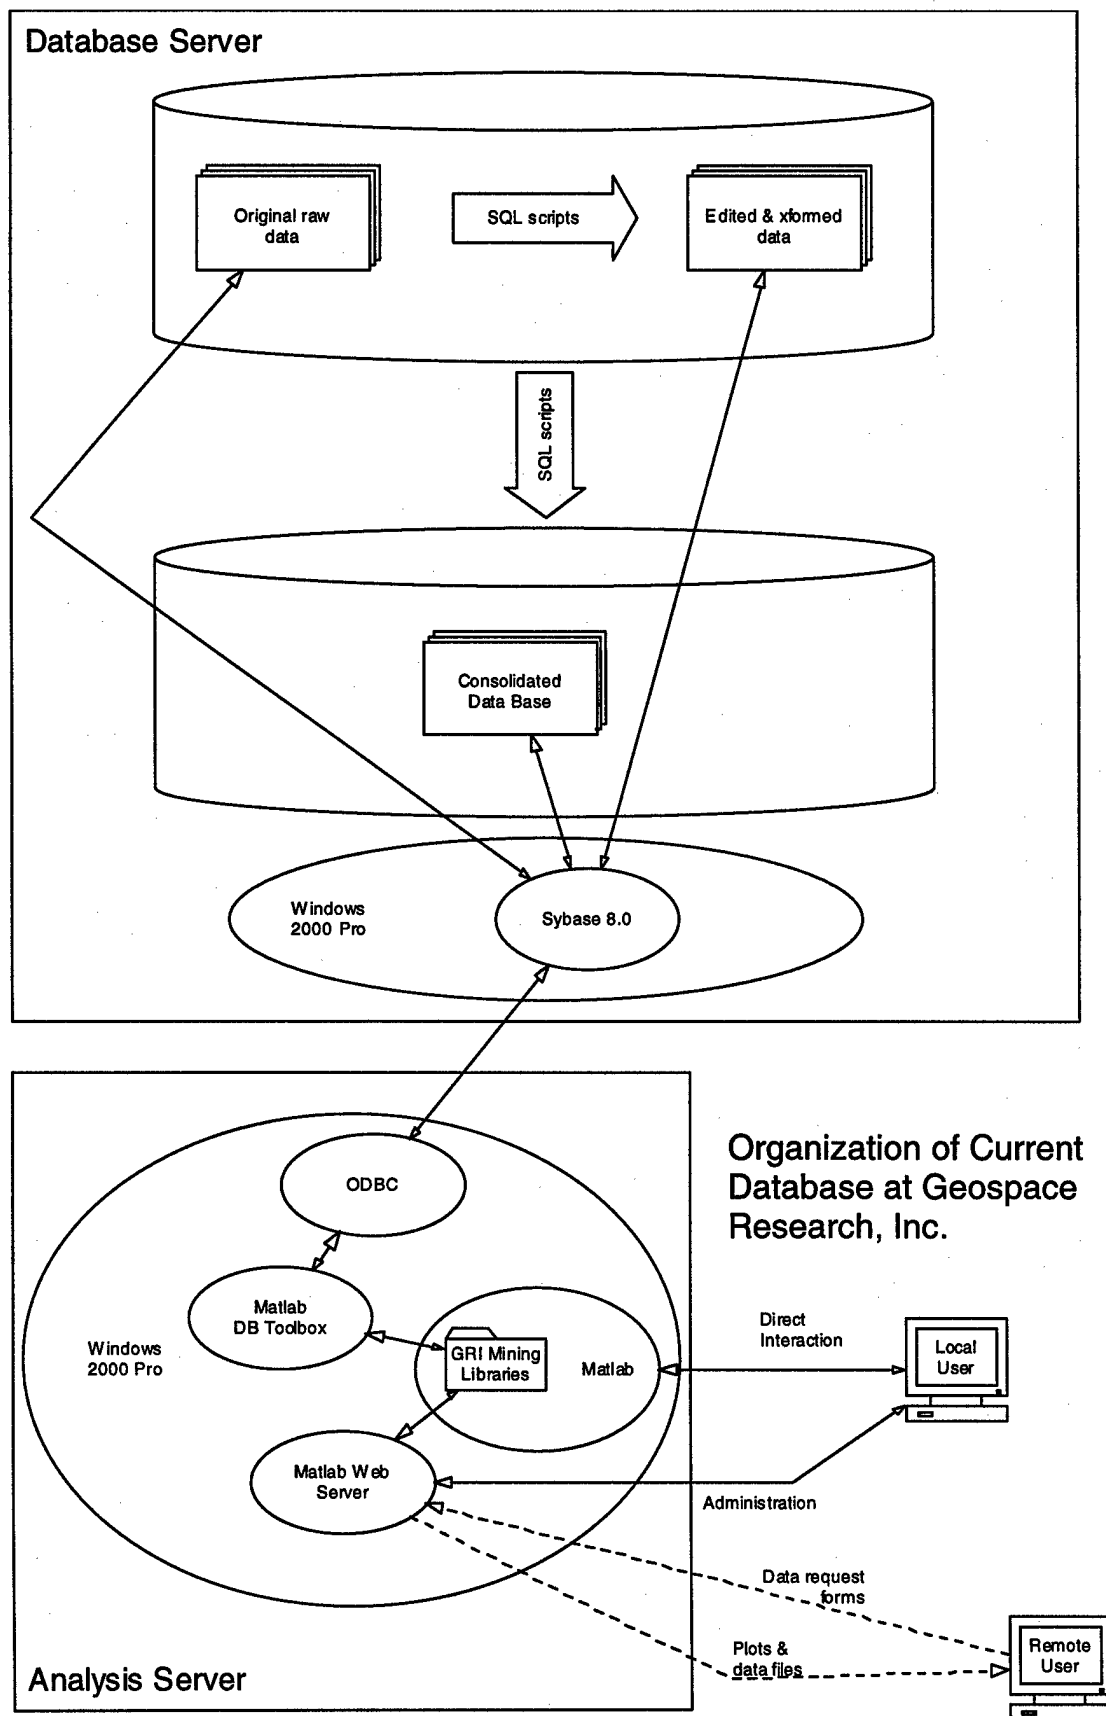 Database Server
Original raw
data
SQL scripts
Edited & xformed
data
SQL scripts
Consolidated
Data Base
Windows
2000 Pro
Sybase 8.0
Organization of Current
Database at Geospace
Research, Inc.
ODBC
Matlab
DB Toolbox
Windows
2000 Pro
GRI Mining
Libraries
Matlab
Direct
Interaction
Local
User
Matlab Web
Server
Administration
Data request
forms
Plots &
data files
Remote
User
Analysis Server